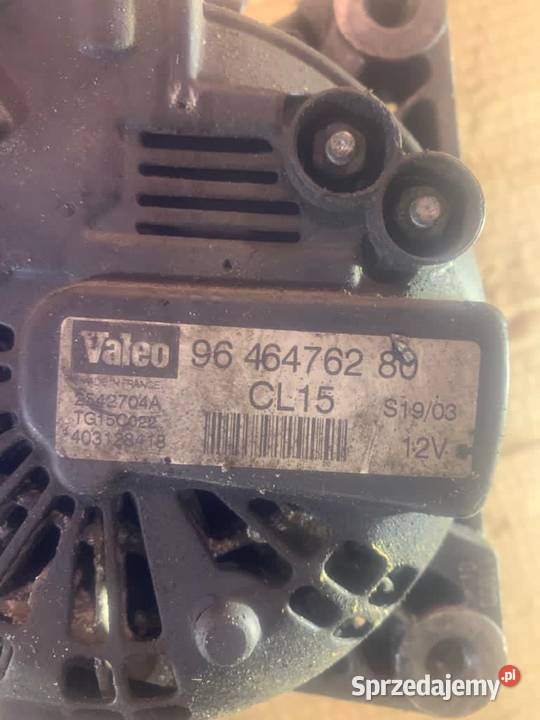 Valeo 96 464762 80
MADE IN FRANCE
CL15
2542704A
S19/03
TG15C022
403128418
12V
Sprzedajemy.pl